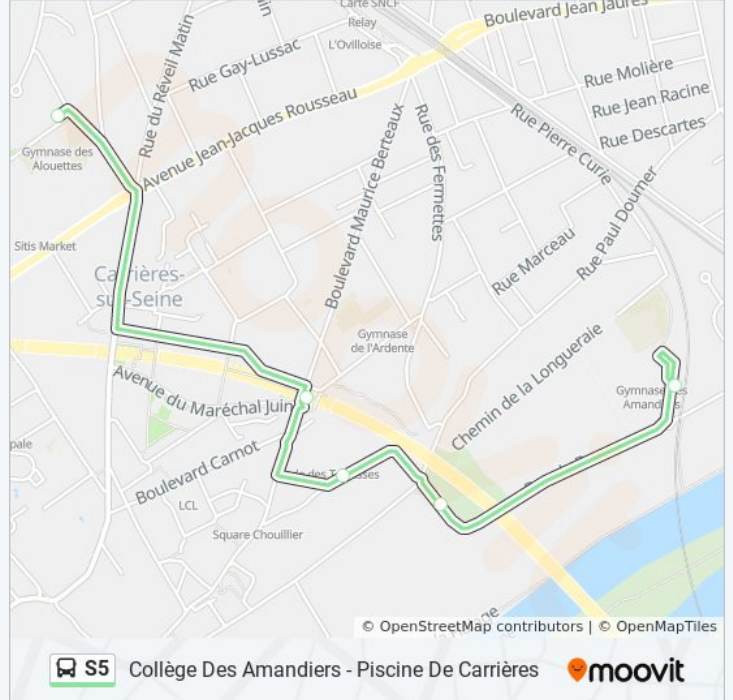 Carte SNCF
Relay
L'Ovilloise
Boulevard Jean Jaurès
Rue Gay-Lussac
Rue du Réveil Matin
Rue Molière
Rue Jean Racine
Rue Descartes
Rue Pierre Curie
Avenue Jean-Jacques Rousseau
Boulevard Maurice Berteaux
Rue des Fermettes
Gymnase des
Alouettes
Rue Paul Doumer
Rue Marceau
Sitis Market
Carrières-
sur-Seine
Gymnase
de l'Ardente
Chemin de la Longueraie
Gymnase des
Amandiers
Avenue du Maréchal Juin
Boulevard Carnot
LCL
Square Chouillier
© OpenStreetMap contributors | © OpenMapTiles
S5 Collège Des Amandiers - Piscine De Carrières
moovit